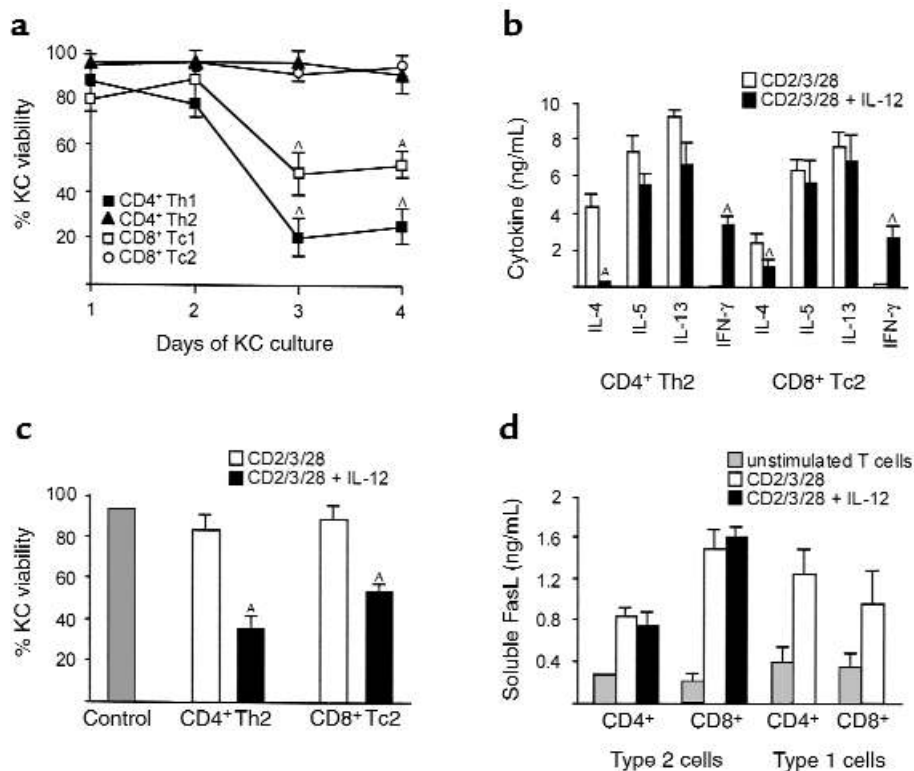 a
100
80
60
40
20
% KC viability
CD4+ Th1
CD4+ Th2
CD8+ Tc1
CD8+ Tc2
A
A
A
A
1 2 3 4
Days of KC culture
b
CD2/3/28
CD2/3/28 + IL-12
10
8
6
4
2
Cytokine (ng/mL)
A
A
A
A
IL-4 IL-5 IL-13 IFN-γ IL-4 IL-5 IL-13 IFN-γ
CD4+ Th2 CD8+ Tc2
c
CD2/3/28
CD2/3/28 + IL-12
100
80
60
40
20
% KC viability
A
A
Control CD4+ Th2 CD8+ Tc2
d
unstimulated T cells
CD2/3/28
CD2/3/28 + IL-12
2
1.6
1.2
0.8
0.4
Soluble FasL (ng/mL)
CD4+ CD8+ CD4+ CD8+
Type 2 cells Type 1 cells